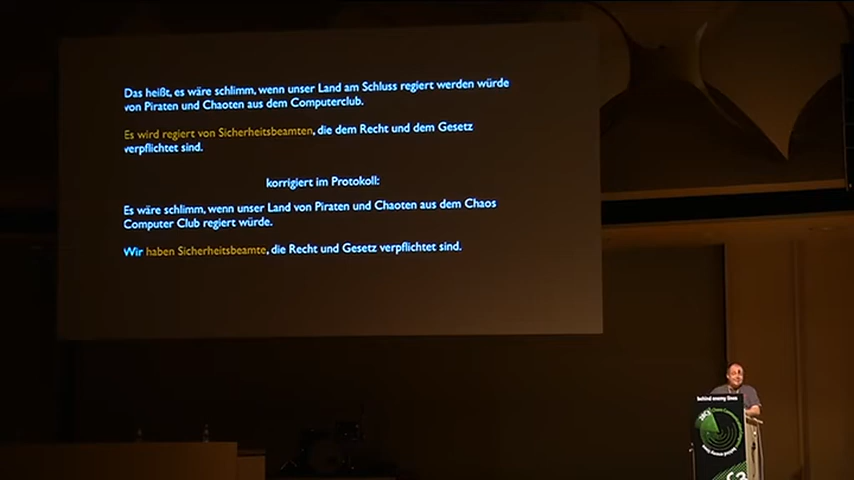 Das heißt, es wäre schlimm, wenn unser Land am Schluss regiert werden würde
von Piraten und Chaoten aus dem Computerclub.
Es wird regiert von Sicherheitsbeamten, die dem Recht und dem Gesetz
verpflichtet sind.
korrigiert im Protokoll:
Es wäre schlimm, wenn unser Land von Piraten und Chaoten aus dem Chaos
Computer Club regiert würde.
Wir haben Sicherheitsbeamte, die Recht und Gesetz verpflichtet sind.
behind enemy lines